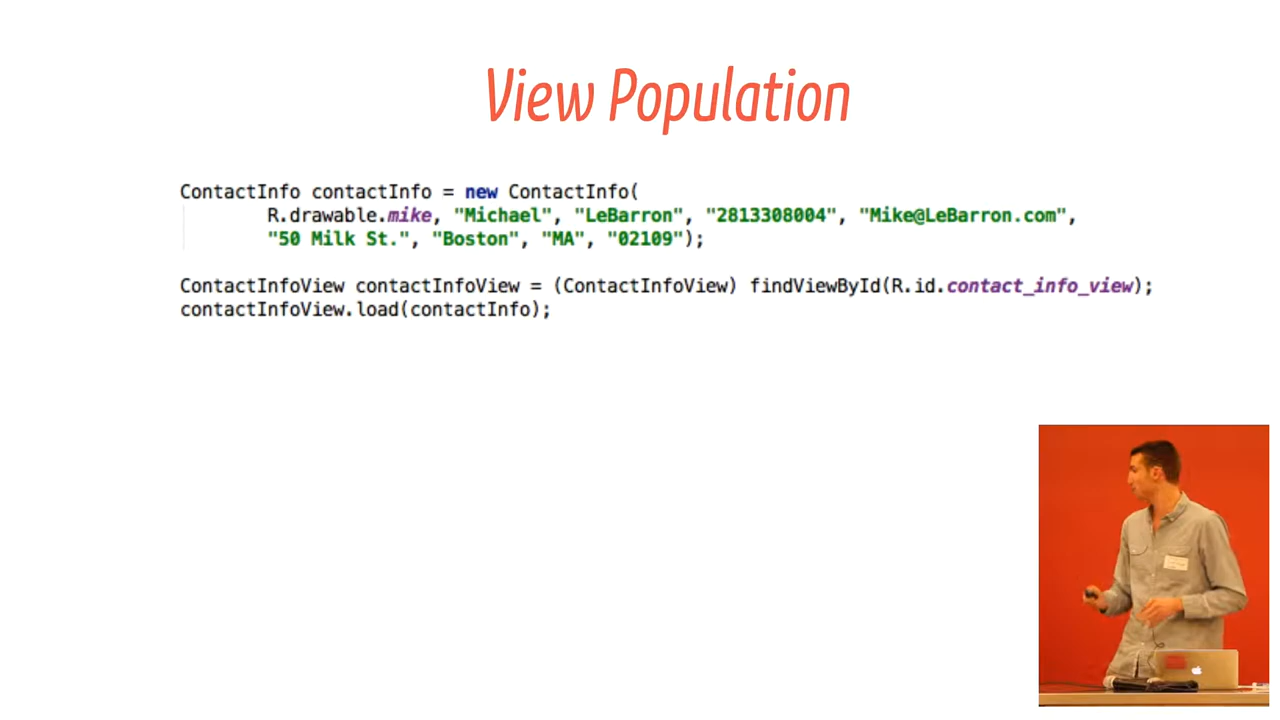 View Population
ContactInfo contactInfo = new ContactInfo(
R.drawable.mike, "Michael", "LeBarron", "2813308004", "Mike@LeBarron.com",
"50 Milk St.", "Boston", "MA", "02109");
ContactInfoView contactInfoView = (ContactInfoView) findViewById(R.id.contact_info_view);
contactInfoView.load(contactInfo);